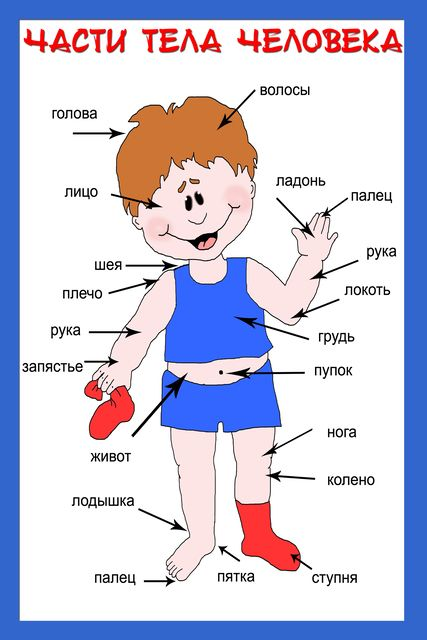 ЧАСТИ ТЕЛА ЧЕЛОВЕКА
волосы
голова
лицо
ладонь
палец
рука
шея
плечо
локоть
рука
грудь
запястье
пупок
нога
живот
колено
лодышка
палец
пятка
ступня